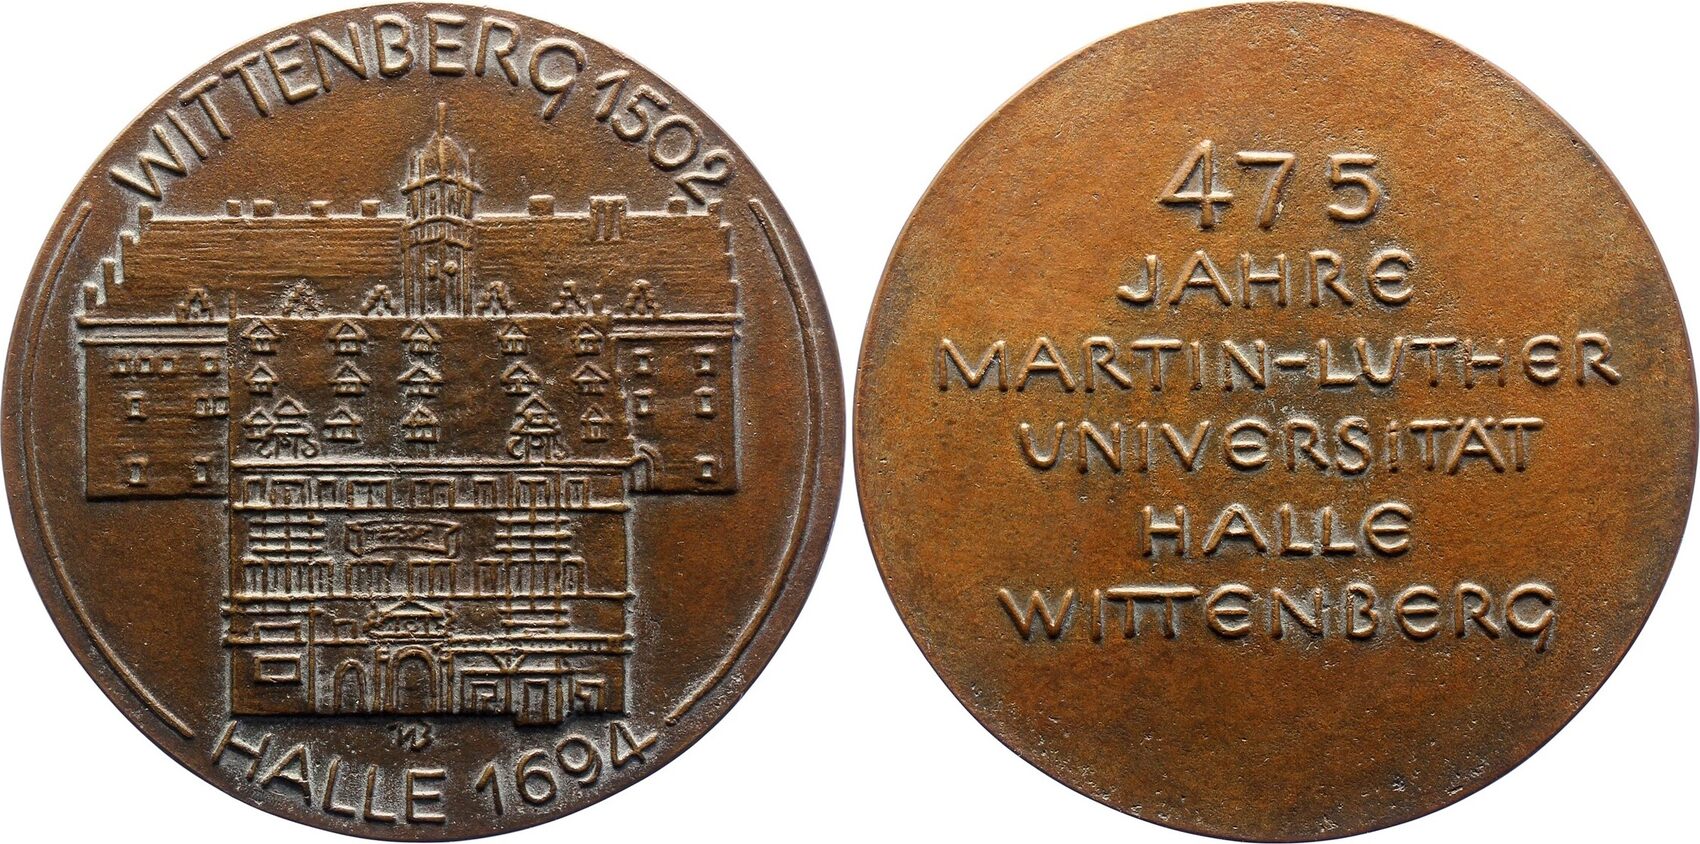 WITTENBERG 1502
HALLE 1694
475
JAHRE
MARTIN-LUTHER
UNIVERSITÄT
HALLE
WITTENBERG